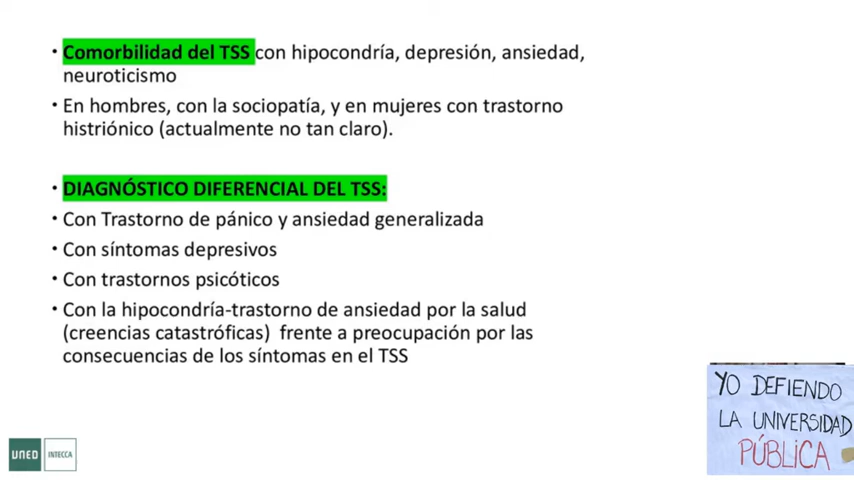 • Comorbilidad del TSS con hipocondría, depresión, ansiedad,
neuroticismo
• En hombres, con la sociopatía, y en mujeres con trastorno
histriónico (actualmente no tan claro).
• DIAGNÓSTICO DIFERENCIAL DEL TSS:
• Con Trastorno de pánico y ansiedad generalizada
• Con síntomas depresivos
• Con trastornos psicóticos
• Con la hipocondría-trastorno de ansiedad por la salud
(creencias catastróficas) frente a preocupación por las
consecuencias de los síntomas en el TSS
YO DEFIENDO
LA UNIVERSIDAD
PÚBLICA
UNED INTECCA